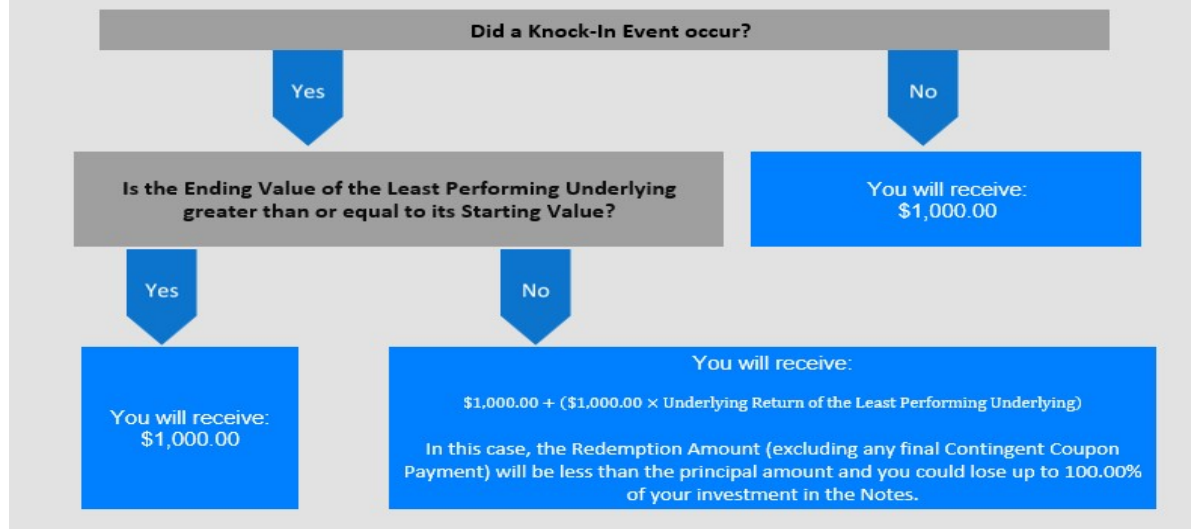 Did a Knock-In Event occur?
Yes
No
Is the Ending Value of the Least Performing Underlying
greater than or equal to its Starting Value?
You will receive:
$1,000.00
Yes
No
You will receive:
$1,000.00
You will receive:
$1,000.00 + ($1,000.00 × Underlying Return of the Least Performing Underlying)
In this case, the Redemption Amount (excluding any final Contingent Coupon
Payment) will be less than the principal amount and you could lose up to 100.00%
of your investment in the Notes.